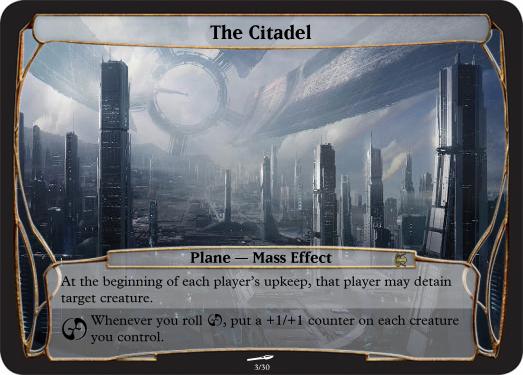 The Citadel
Plane — Mass Effect
At the beginning of each player's upkeep, that player may detain
target creature.
Whenever you roll , put a +1/+1 counter on each creature
you control.
3/30